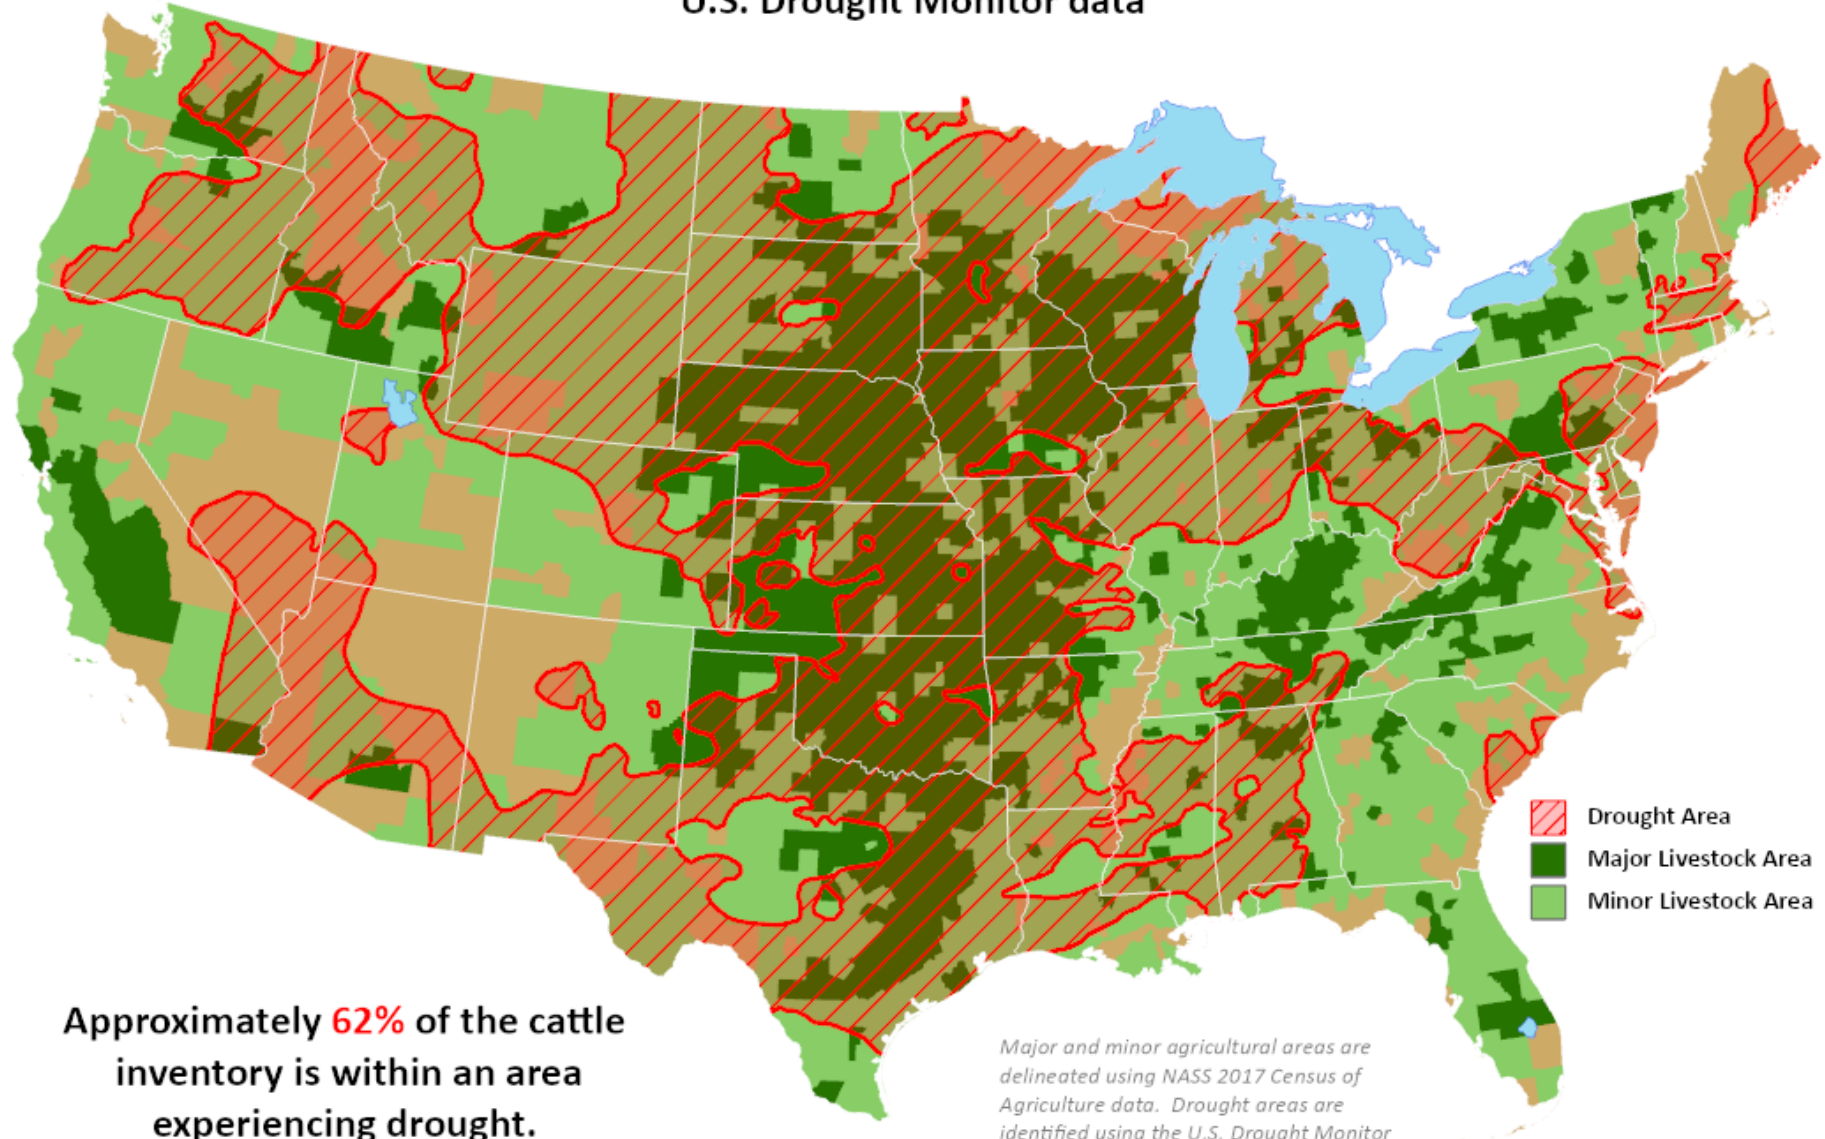 U.S. Drought Monitor data
Drought Area
Major Livestock Area
Minor Livestock Area
Approximately 62% of the cattle
inventory is within an area
experiencing drought.
Major and minor agricultural areas are
delineated using NASS 2017 Census of
Agriculture data. Drought areas are
identified using the U.S. Drought Monitor